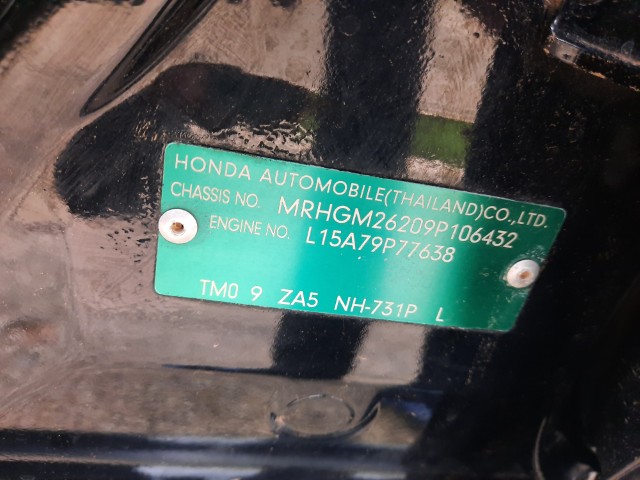 HONDA AUTOMOBILE(THAILAND)CO.,LTD.
CHASSIS NO. MRHGM26209P106432
ENGINE NO. L15A79P77638
TM0 9 ZA5 NH-731P L